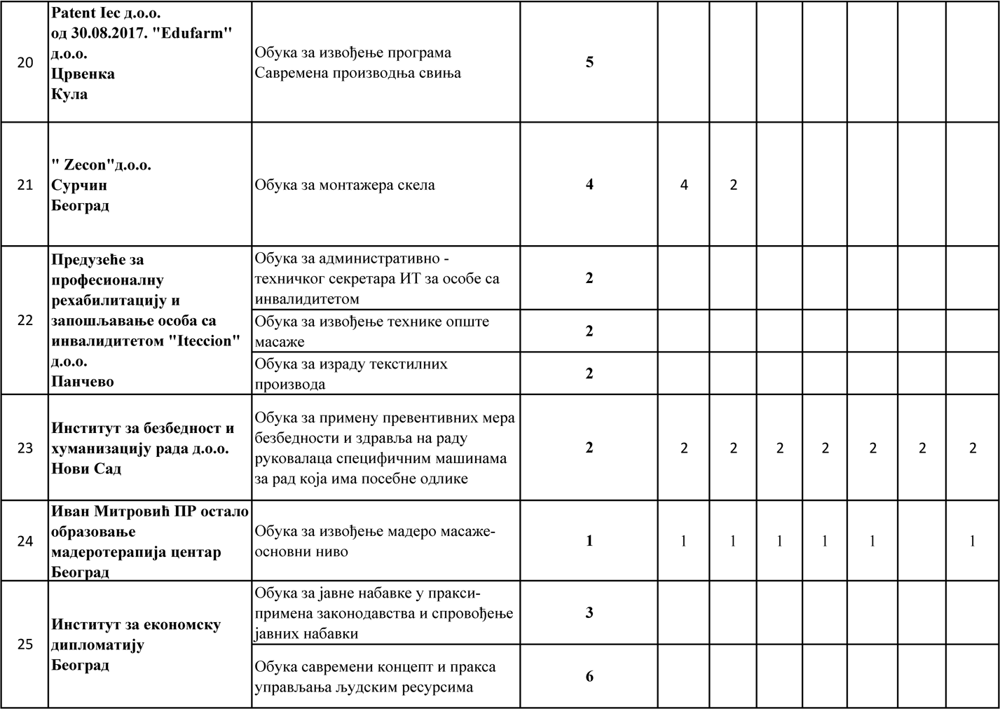 20
Patent Iec д.о.о.
од 30.08.2017. "Edufarm"
д.о.о.
Црвенка
Кула
Обука за извођење програма
Савремена производња свиња
5
21
" Zecon"д.о.о.
Сурчин
Београд
Обука за монтажера скела
4
4
2
22
Предузеће за
професионалну
рехабилитацију и
запошљавање особа са
инвалидитетом "Iteccion"
д.о.о.
Панчево
Обука за административно -
техничког секретара ИТ за особе са
инвалидитетом
2
Обука за извођење технике опште
масаже
2
Обука за израду текстилних
производа
2
23
Институт за безбедност и
хуманизацију рада д.о.о.
Нови Сад
Обука за примену превентивних мера
безбедности и здравља на раду
руковалаца специфичним машинама
за рад која има посебне одлике
2
2
2
2
2
2
2
2
24
Иван Митровић ПР остало
образовање
мадеротерапија центар
Београд
Обука за извођење мадеро масаже-
основни ниво
1
1
1
1
1
1
1
25
Институт за економску
дипломатију
Београд
Обука за јавне набавке у пракси-
примена законодавства и спровођење
јавних набавки
3
Обука савремени концепт и пракса
управљања људским ресурсима
6